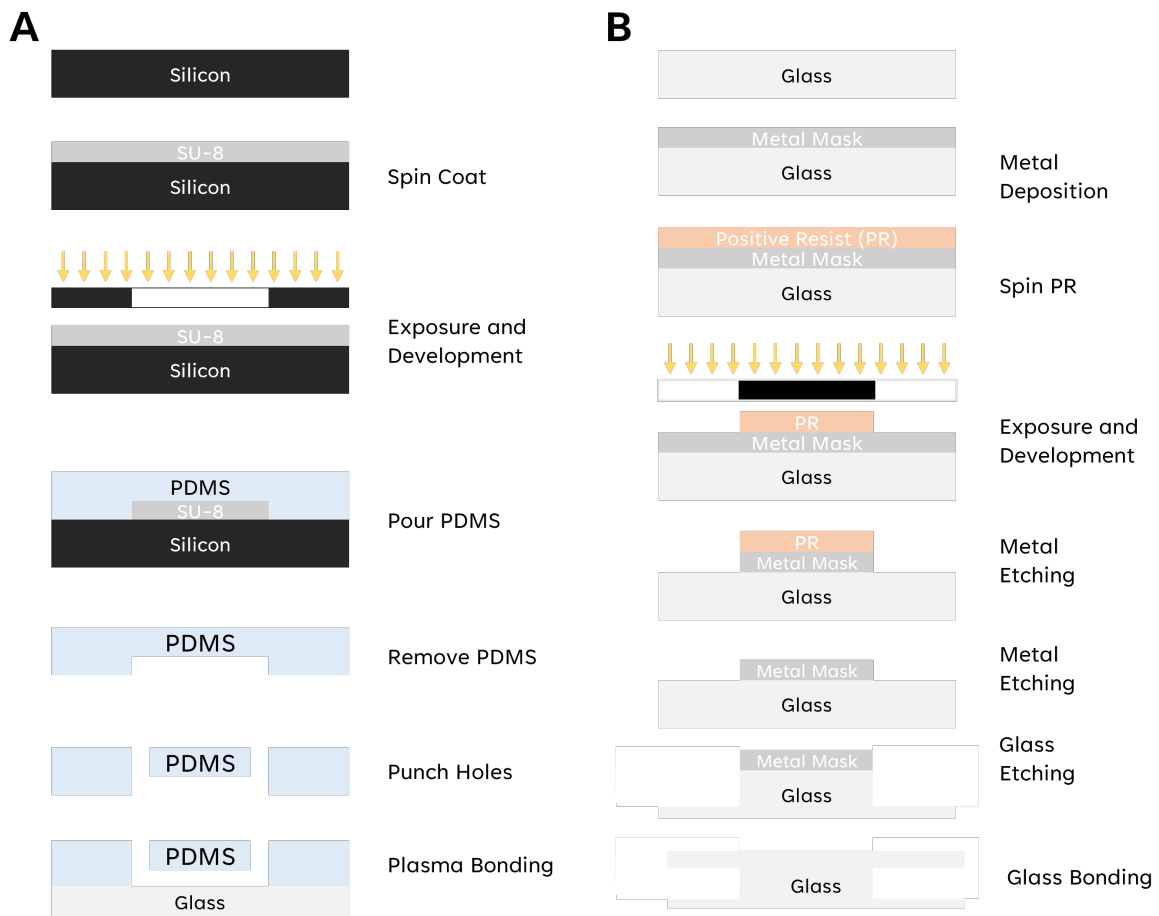 A
Silicon
SU-8
Silicon
Spin Coat
SU-8
Silicon
Exposure and
Development
PDMS
SU-8
Silicon
Pour PDMS
PDMS
Remove PDMS
PDMS
Punch Holes
PDMS
Glass
Plasma Bonding
B
Glass
Metal Mask
Glass
Metal
Deposition
Positive Resist (PR)
Metal Mask
Glass
Spin PR
PR
Metal Mask
Glass
Exposure and
Development
PR
Metal Mask
Glass
Metal
Etching
Metal Mask
Glass
Metal
Etching
Metal Mask
Glass
Glass
Etching
Glass
Glass Bonding